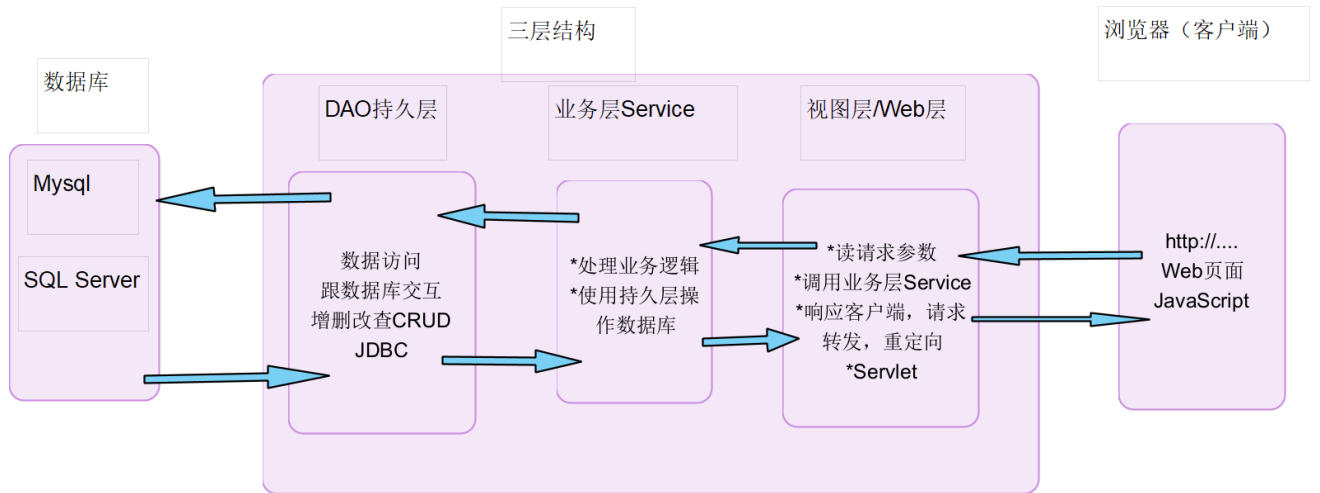 三层结构
浏览器（客户端）
数据库
DAO持久层
业务层Service
视图层/Web层
Mysql
SQL Server
数据访问
跟数据库交互
增删改查CRUD
JDBC
*处理业务逻辑
*使用持久层操
作数据库
*读请求参数
*调用业务层Service
*响应客户端，请求
转发，重定向
*Servlet
http://....
Web页面
JavaScript